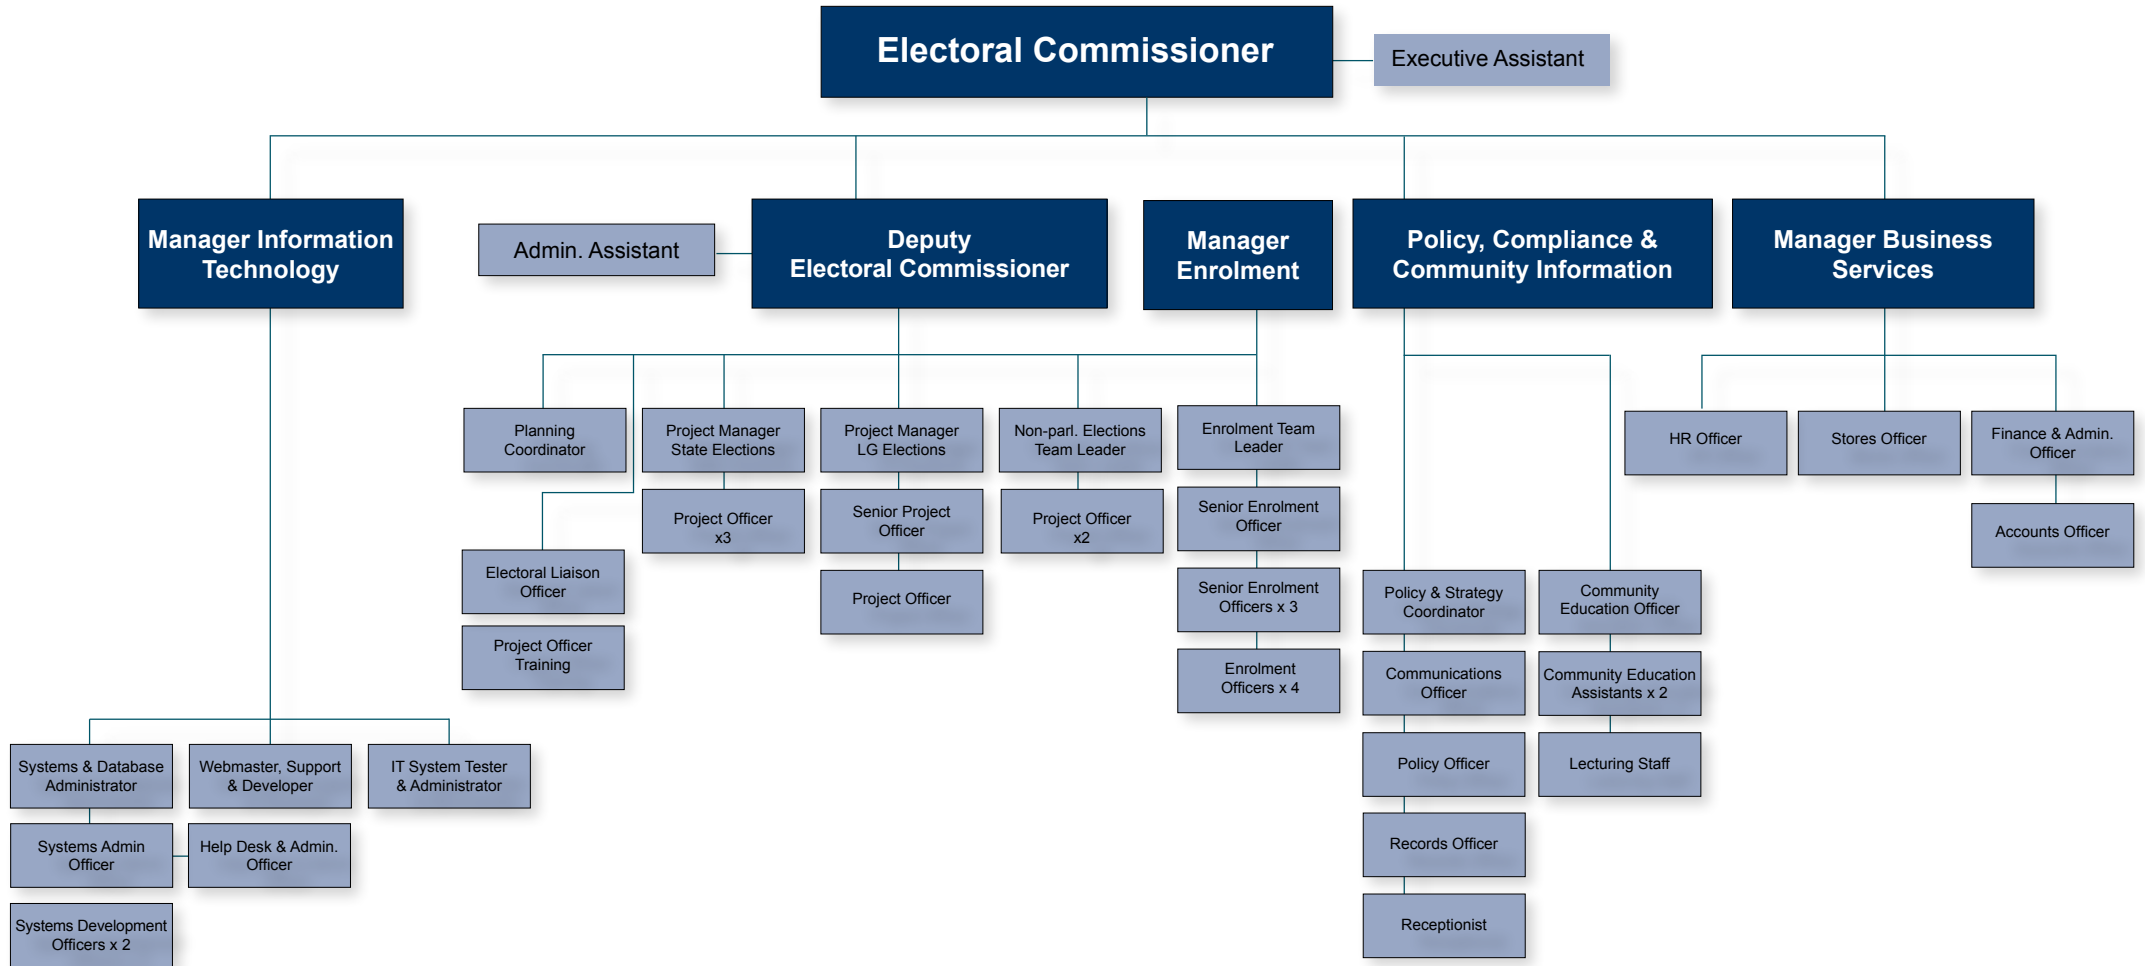 Electoral Commissioner
Executive Assistant
Manager Information
Technology
Admin. Assistant
Deputy
Electoral Commissioner
Manager
Enrolment
Policy, Compliance &
Community Information
Manager Business
Services
Planning
Coordinator
Project Manager
State Elections
Project Manager
LG Elections
Non-parl. Elections
Team Leader
Enrolment Team
Leader
HR Officer
Stores Officer
Finance & Admin.
Officer
Project Officer
x3
Senior Project
Officer
Project Officer
x2
Senior Enrolment
Officer
Accounts Officer
Electoral Liaison
Officer
Project Officer
Senior Enrolment
Officers x 3
Policy & Strategy
Coordinator
Community
Education Officer
Project Officer
Training
Enrolment
Officers x 4
Communications
Officer
Community Education
Assistants x 2
Systems & Database
Administrator
Webmaster, Support
& Developer
IT System Tester
& Administrator
Policy Officer
Lecturing Staff
Systems Admin
Officer
Help Desk & Admin.
Officer
Records Officer
Systems Development
Officers x 2
Receptionist